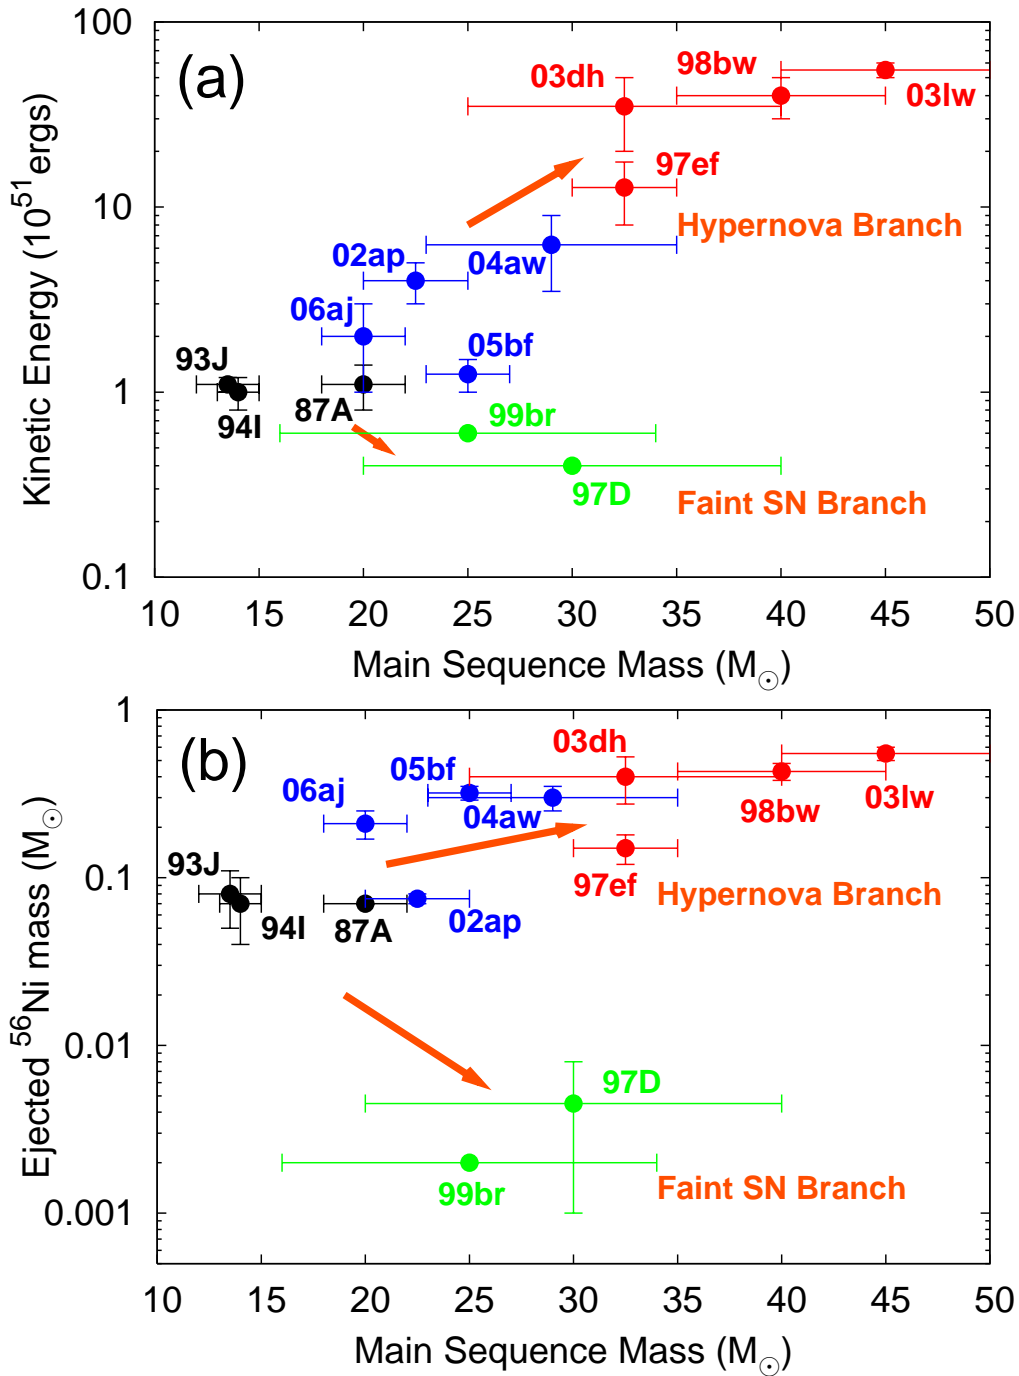 (a)
Kinetic Energy (10^51 ergs)
100
10
1
0.1
03dh
98bw
03lw
97ef
Hypernova Branch
02ap
04aw
06aj
05bf
93J
94I
87A
99br
97D
Faint SN Branch
10 15 20 25 30 35 40 45 50
Main Sequence Mass (M☉)
(b)
Ejected ^56Ni mass (M☉)
1
0.1
0.01
0.001
03dh
05bf
06aj
04aw
98bw
03lw
93J
97ef
Hypernova Branch
94I
87A
02ap
97D
99br
Faint SN Branch
10 15 20 25 30 35 40 45 50
Main Sequence Mass (M☉)